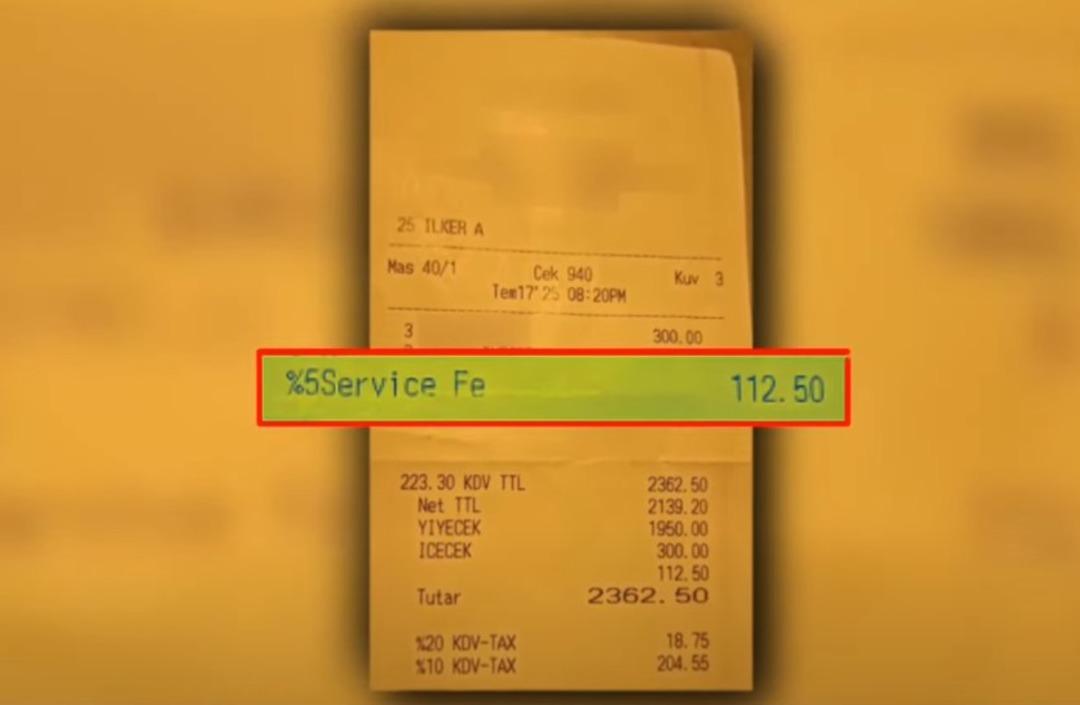 25 ILKER A
Mas 40/1 Cek 940 Kuv 3
Tem17'25 08:20PM
3 300.00
%5Service Fe 112.50
223.30 KDV TTL 2362.50
Net TTL 2139.20
YIYECEK 1950.00
ICECEK 300.00
112.50
Tutar 2362.50
%20 KDV-TAX 18.75
%10 KDV-TAX 204.55